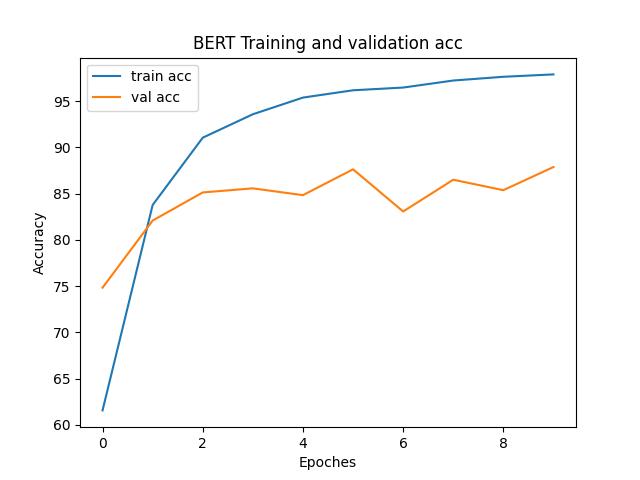 BERT Training and validation acc
train acc
val acc
Accuracy
95
90
85
80
75
70
65
60
0 2 4 6 8
Epoches